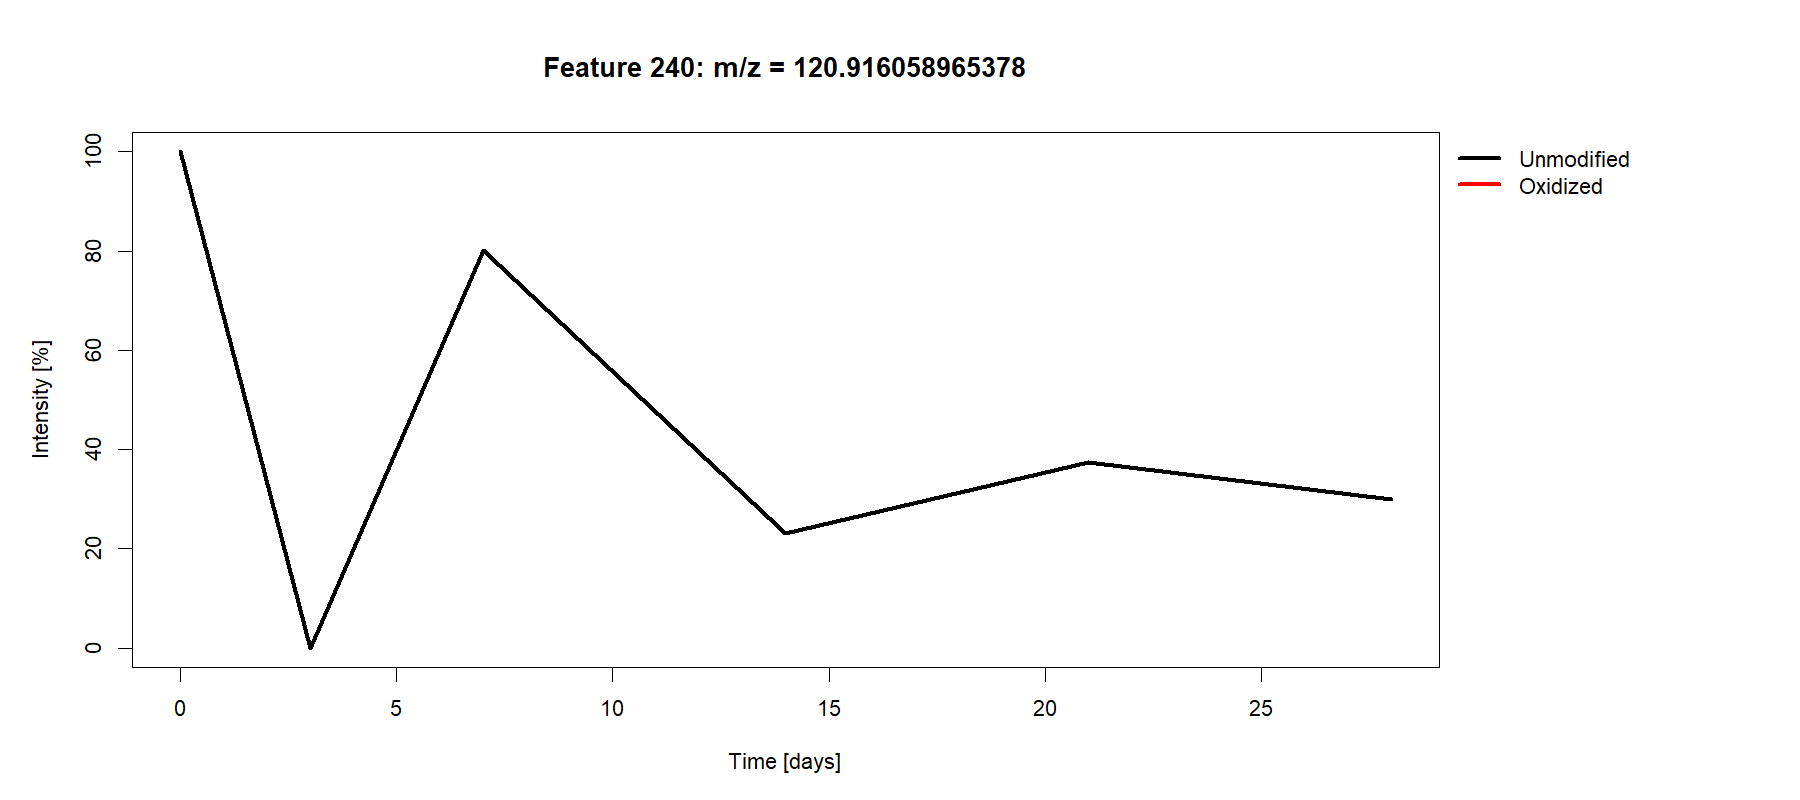 Feature 240: m/z = 120.916058965378
Unmodified
Oxidized
Intensity [%]
100
80
60
40
20
0
0 5 10 15 20 25
Time [days]